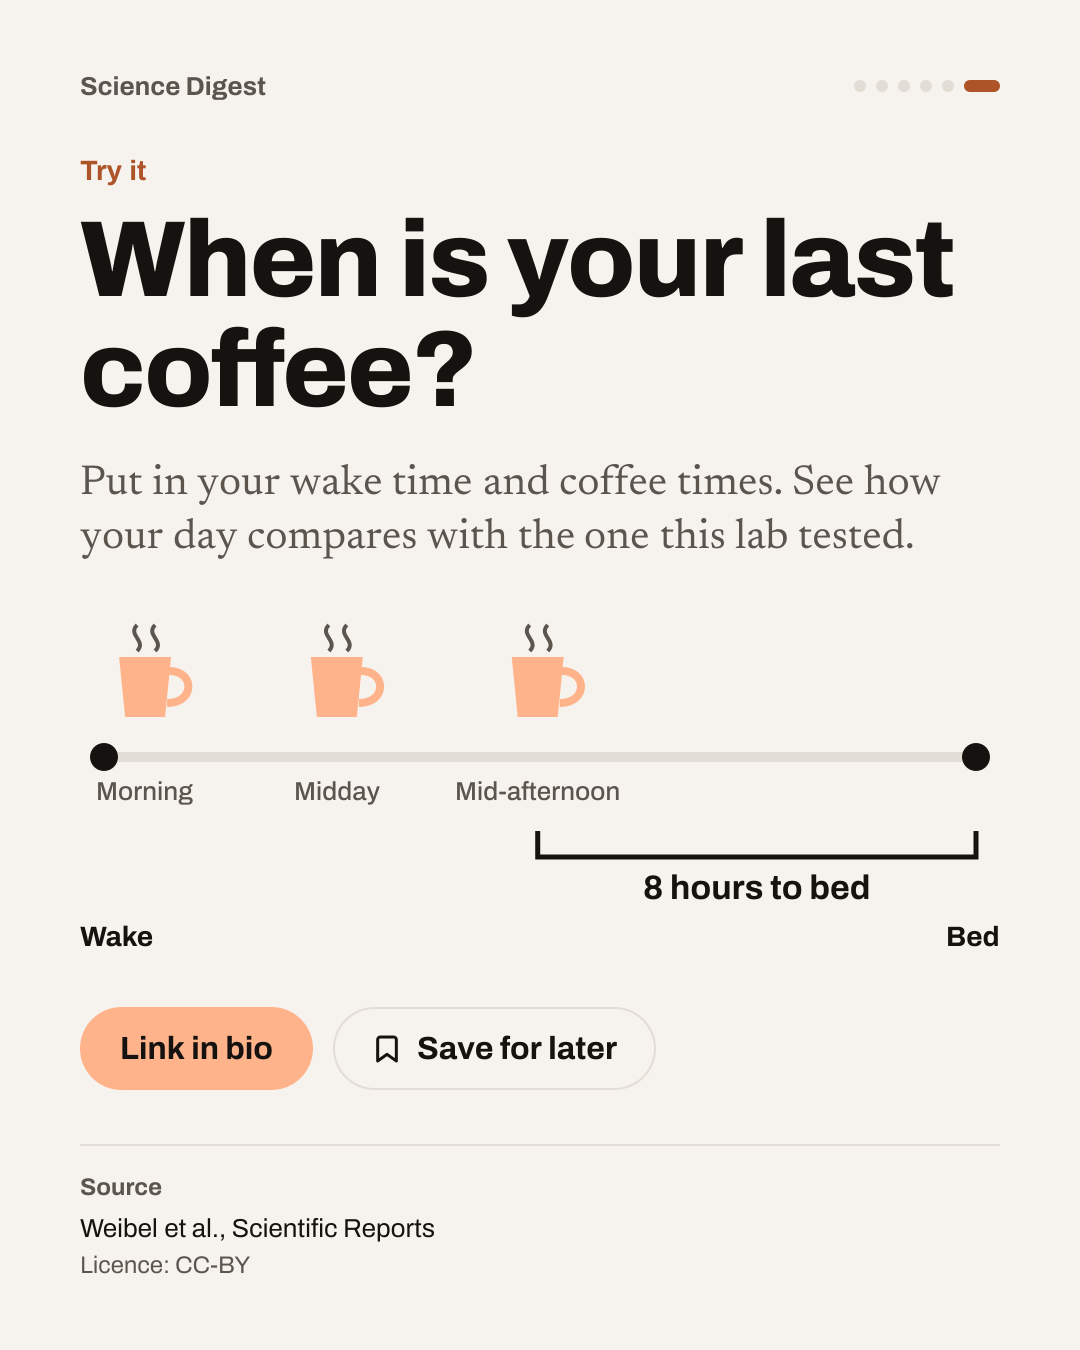 Science Digest
Try it
When is your last
coffee?
Put in your wake time and coffee times. See how
your day compares with the one this lab tested.
Morning
Midday
Mid-afternoon
8 hours to bed
Wake
Bed
Link in bio
Save for later
Source
Weibel et al., Scientific Reports
Licence: CC-BY